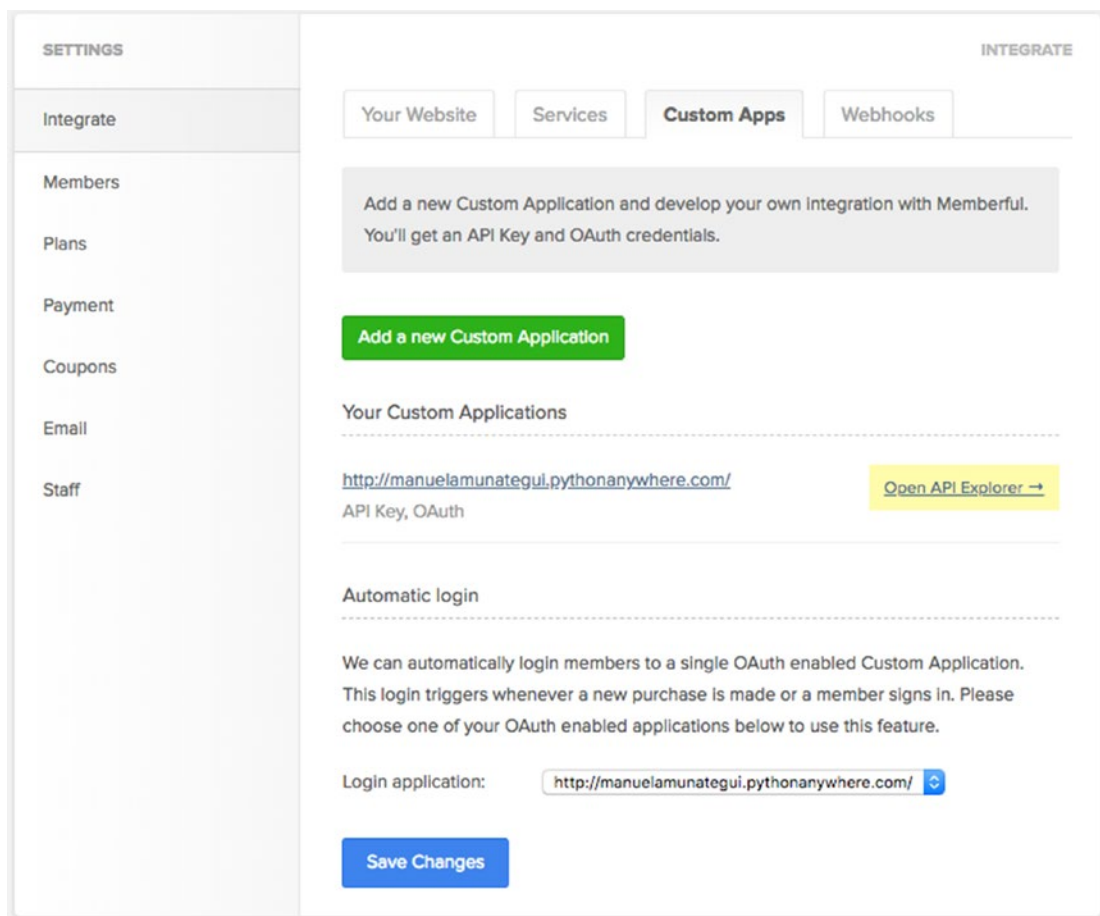 SETTINGS
INTEGRATE
Integrate
Members
Plans
Payment
Coupons
Email
Staff
Your Website
Services
Custom Apps
Webhooks
Add a new Custom Application and develop your own integration with Memberful.
You'll get an API Key and OAuth credentials.
Add a new Custom Application
Your Custom Applications
http://manuelamunategui.pythonanywhere.com/
Open API Explorer →
API Key, OAuth
Automatic login
We can automatically login members to a single OAuth enabled Custom Application.
This login triggers whenever a new purchase is made or a member signs in. Please
choose one of your OAuth enabled applications below to use this feature.
Login application:
http://manuelamunategui.pythonanywhere.com/
Save Changes